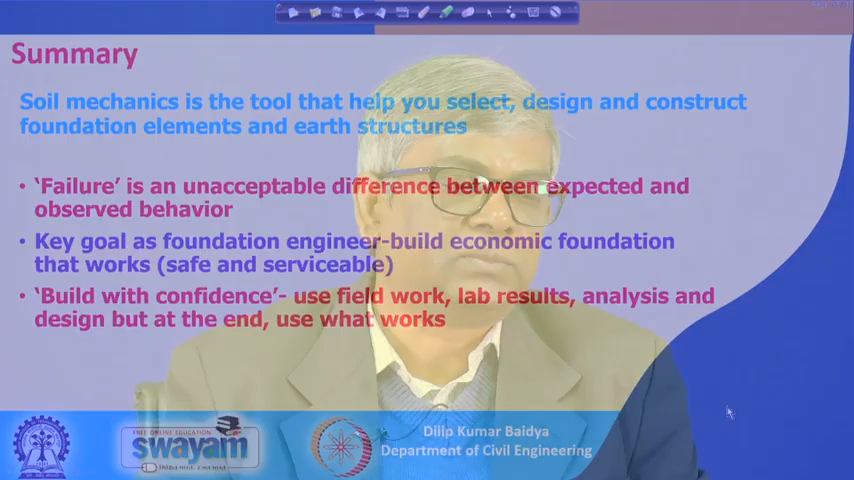 Summary
Soil mechanics is the tool that help you select, design and construct
foundation elements and earth structures
• ‘Failure’ is an unacceptable difference between expected and
observed behavior
• Key goal as foundation engineer-build economic foundation
that works (safe and serviceable)
• ‘Build with confidence’- use field work, lab results, analysis and
design but at the end, use what works
FREE ONLINE EDUCATION
swayam
Dilip Kumar Baidya
Department of Civil Engineering